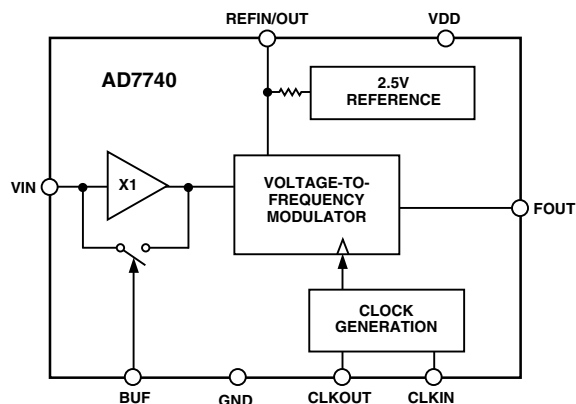 REFIN/OUT
VDD
AD7740
2.5V
REFERENCE
VIN
X1
VOLTAGE-TO-
FREQUENCY
MODULATOR
FOUT
CLOCK
GENERATION
BUF
GND
CLKOUT
CLKIN